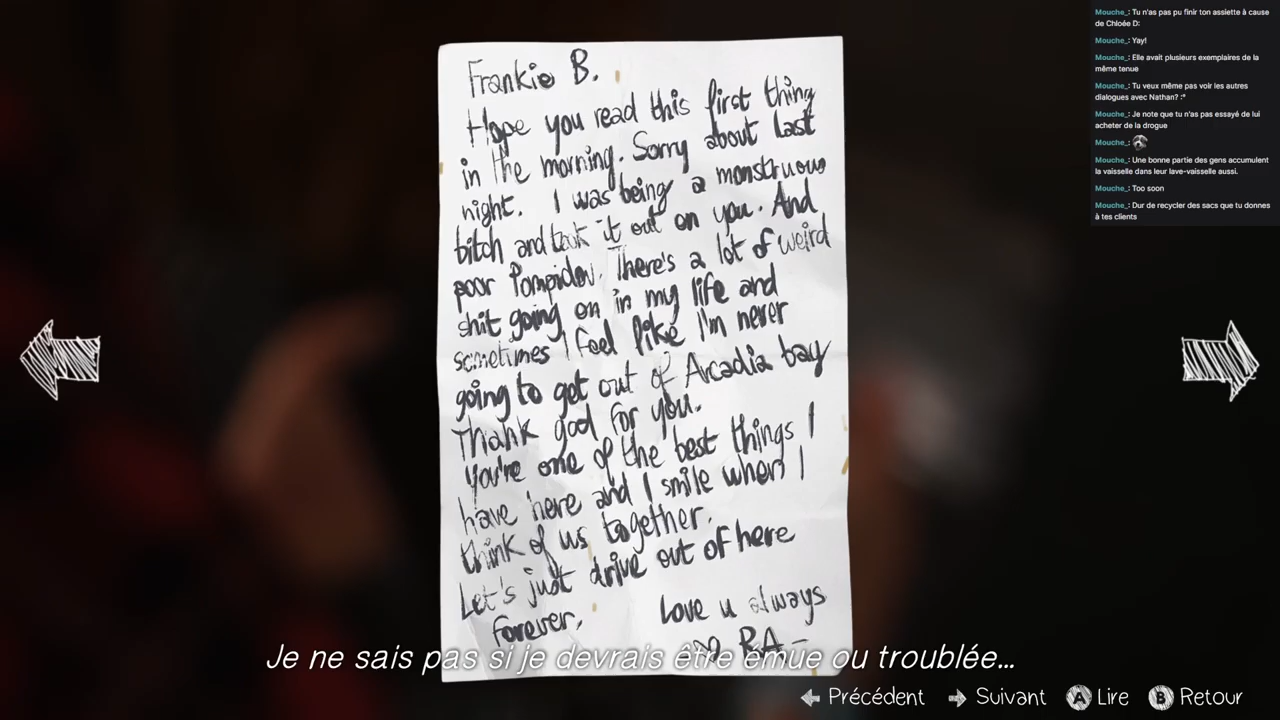 Frankie B.
Hope you read this first thing
in the morning. Sorry about last
night. I was being a monstruous
bitch and took it out on you. And
poor Pompidou. There's a lot of weird
shit going on in my life and
sometimes I feel like I'm never
going to get out of Arcadia bay
Thank god for you.
You're one of the best things I
have here and I smile when I
think of us together.
Let's just drive out of here
forever.
Love u always
RA -
Je ne sais pas si je devrais être émue ou troublée...
Précédent
Suivant
A Lire
B Retour
Mouche_: Tu n'as pas pu finir ton assiette à cause
de Chloée D:
Mouche_: Yay!
Mouche_: Elle avait plusieurs exemplaires de la
même tenue
Mouche_: Tu veux même pas voir les autres
dialogues avec Nathan? :°
Mouche_: Je note que tu n'as pas essayé de lui
acheter de la drogue
Mouche_:
Mouche_: Une bonne partie des gens accumulent
la vaisselle dans leur lave-vaisselle aussi.
Mouche_: Too soon
Mouche_: Dur de recycler des sacs que tu donnes
à tes clients